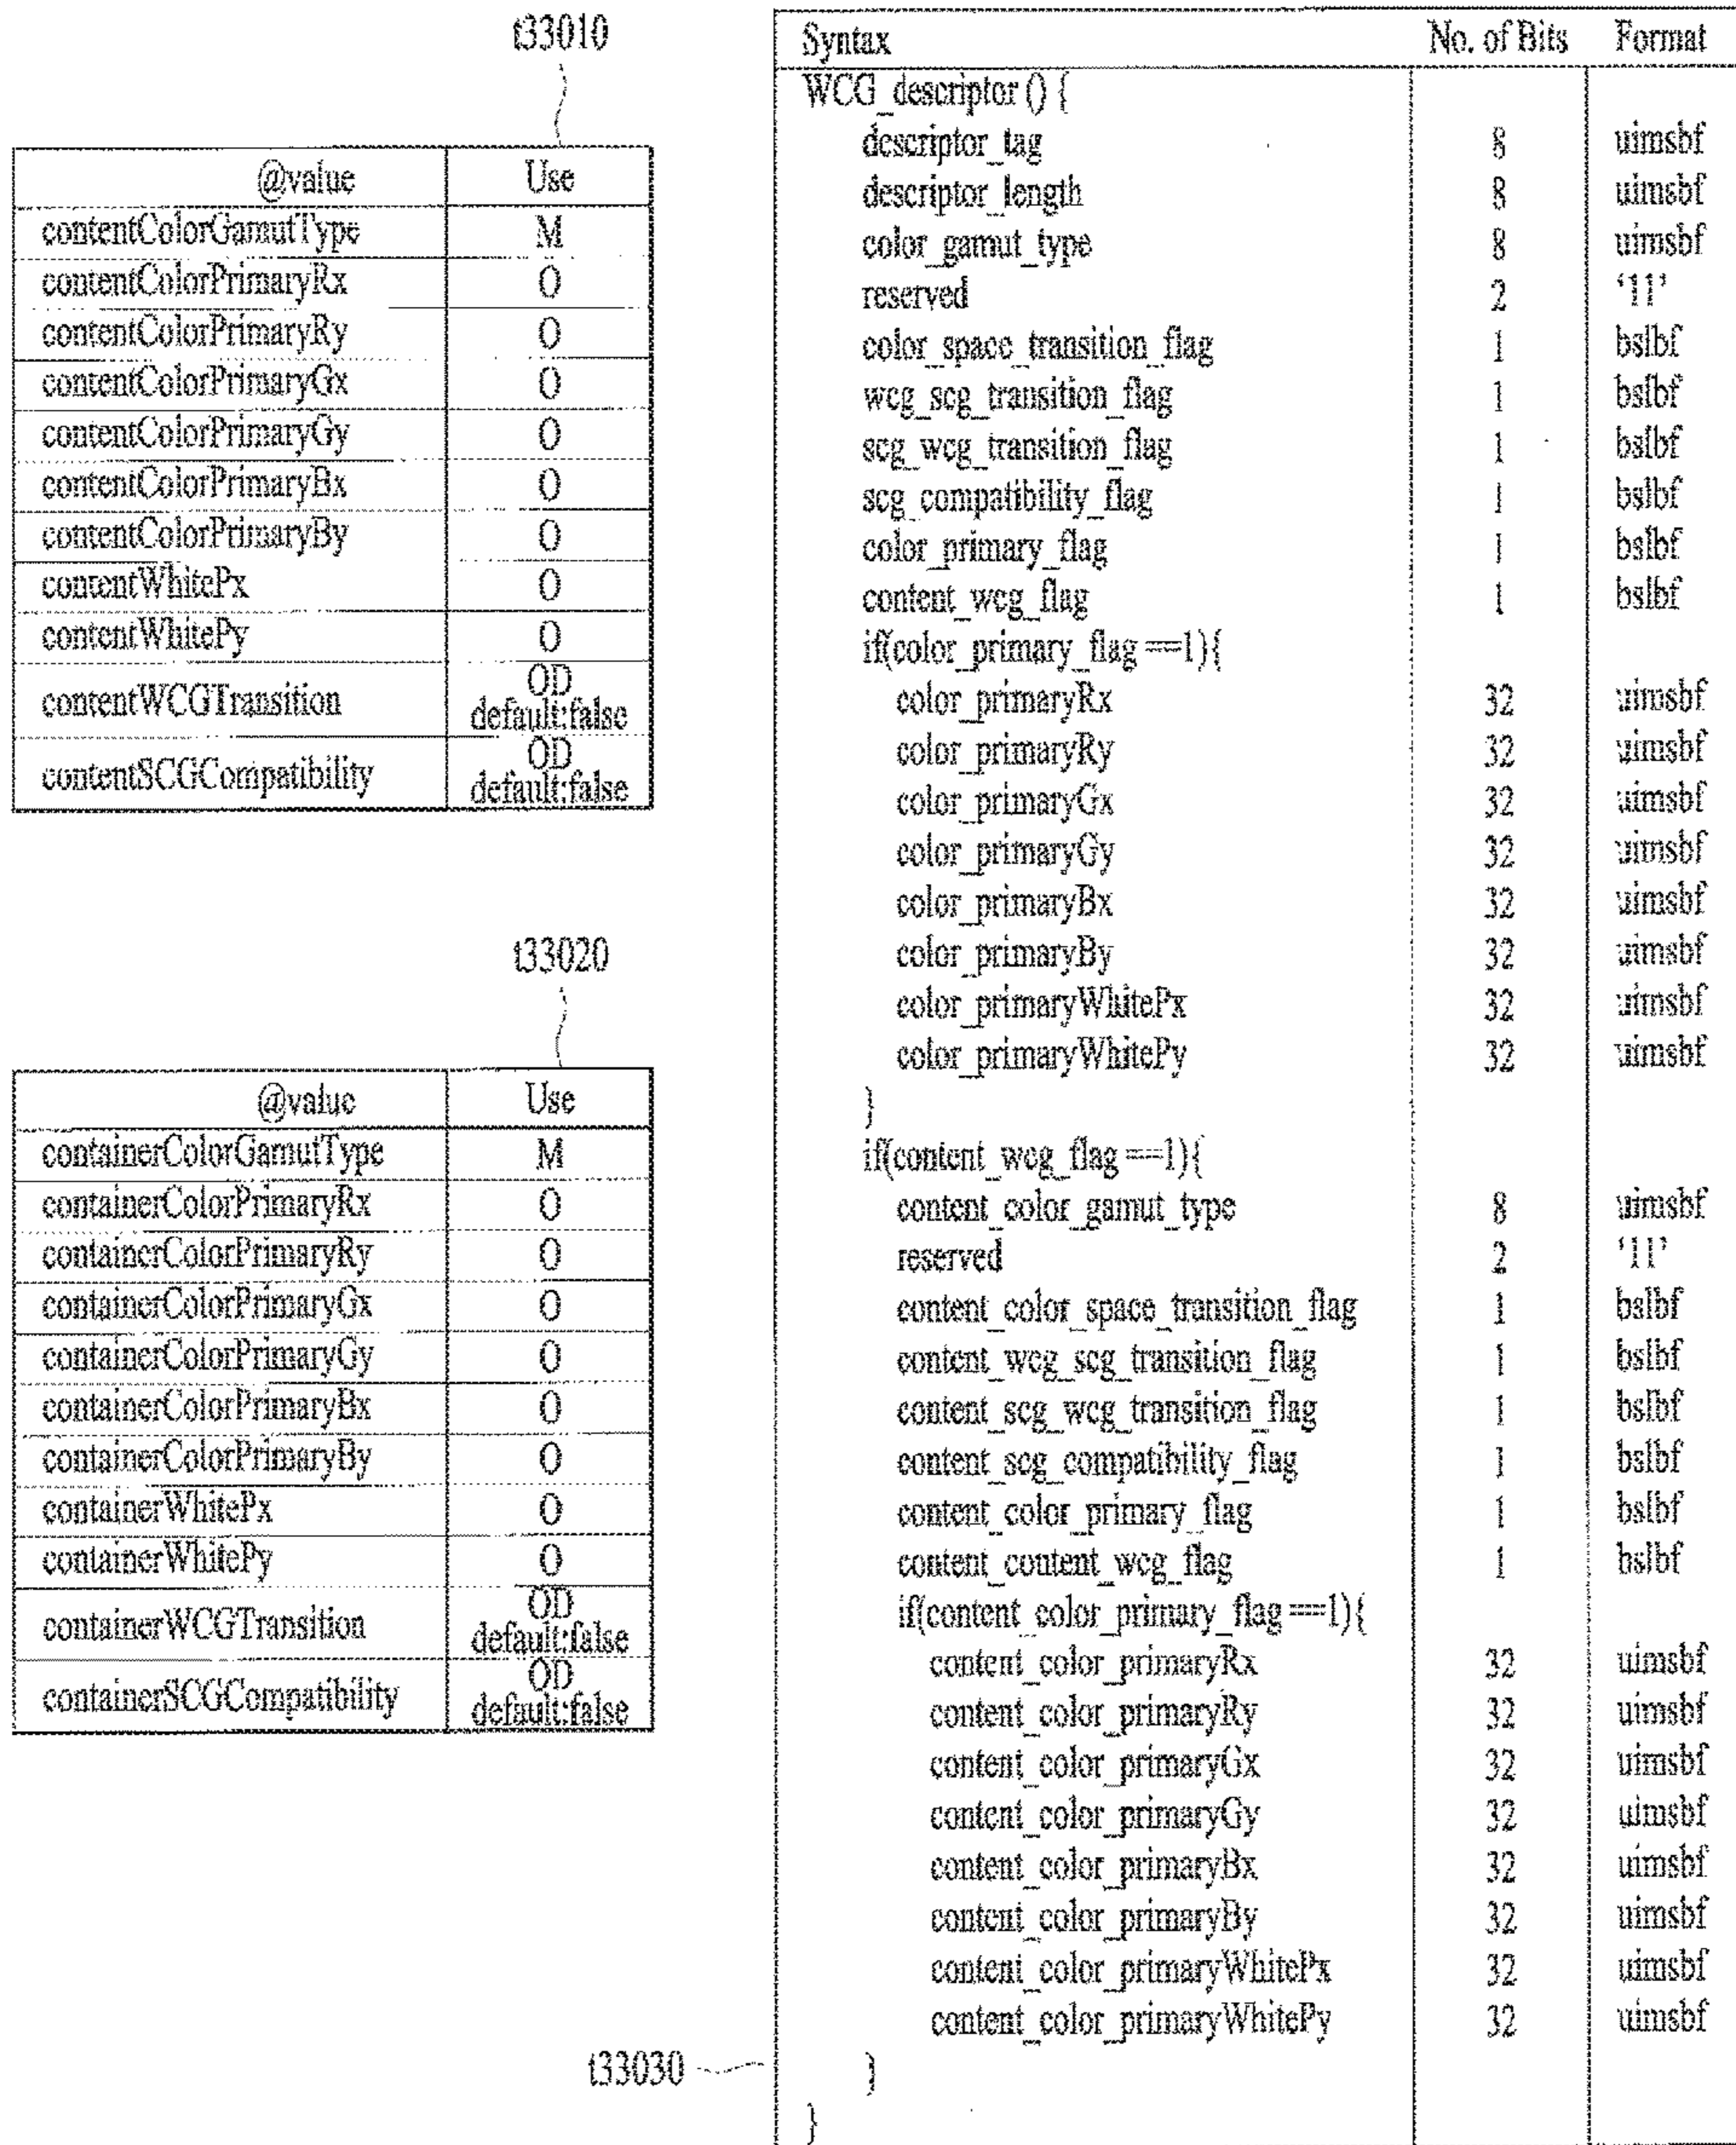 t33010
@value Use
contentColorGamutType M
contentColorPrimaryRx O
contentColorPrimaryRy O
contentColorPrimaryGx O
contentColorPrimaryGy O
contentColorPrimaryBx O
contentColorPrimaryBy O
contentWhitePx O
contentWhitePy O
contentWCGTransition OD
default:false
contentSCGCompatibility OD
default:false
t33020
@value Use
containerColorGamutType M
containerColorPrimaryRx O
containerColorPrimaryRy O
containerColorPrimaryGx O
containerColorPrimaryGy O
containerColorPrimaryBx O
containerColorPrimaryBy O
containerWhitePx O
containerWhitePy O
containerWCGTransition OD
default:false
containerSCGCompatibility OD
default:false
Syntax No. of Bits Format
WCG_descriptor () {
descriptor_tag 8 uimsbf
descriptor_length 8 uimsbf
color_gamut_type 8 uimsbf
reserved 2 '11'
color_space_transition_flag 1 bslbf
wcg_scg_transition_flag 1 bslbf
scg_wcg_transition_flag 1 bslbf
scg_compatibility_flag 1 bslbf
color_primary_flag 1 bslbf
content_wcg_flag 1 bslbf
if(color_primary_flag ==1){
color_primaryRx 32 uimsbf
color_primaryRy 32 uimsbf
color_primaryGx 32 uimsbf
color_primaryGy 32 uimsbf
color_primaryBx 32 uimsbf
color_primaryBy 32 uimsbf
color_primaryWhitePx 32 uimsbf
color_primaryWhitePy 32 uimsbf
}
if(content_wcg_flag ==1){
content_color_gamut_type 8 uimsbf
reserved 2 '11'
content_color_space_transition_flag 1 bslbf
content_wcg_scg_transition_flag 1 bslbf
content_scg_wcg_transition_flag 1 bslbf
content_scg_compatibility_flag 1 bslbf
content_color_primary_flag 1 bslbf
content_content_wcg_flag 1 bslbf
if(content_color_primary_flag ==1){
content_color_primaryRx 32 uimsbf
content_color_primaryRy 32 uimsbf
content_color_primaryGx 32 uimsbf
content_color_primaryGy 32 uimsbf
content_color_primaryBx 32 uimsbf
content_color_primaryBy 32 uimsbf
content_color_primaryWhitePx 32 uimsbf
content_color_primaryWhitePy 32 uimsbf
t33030 }
}